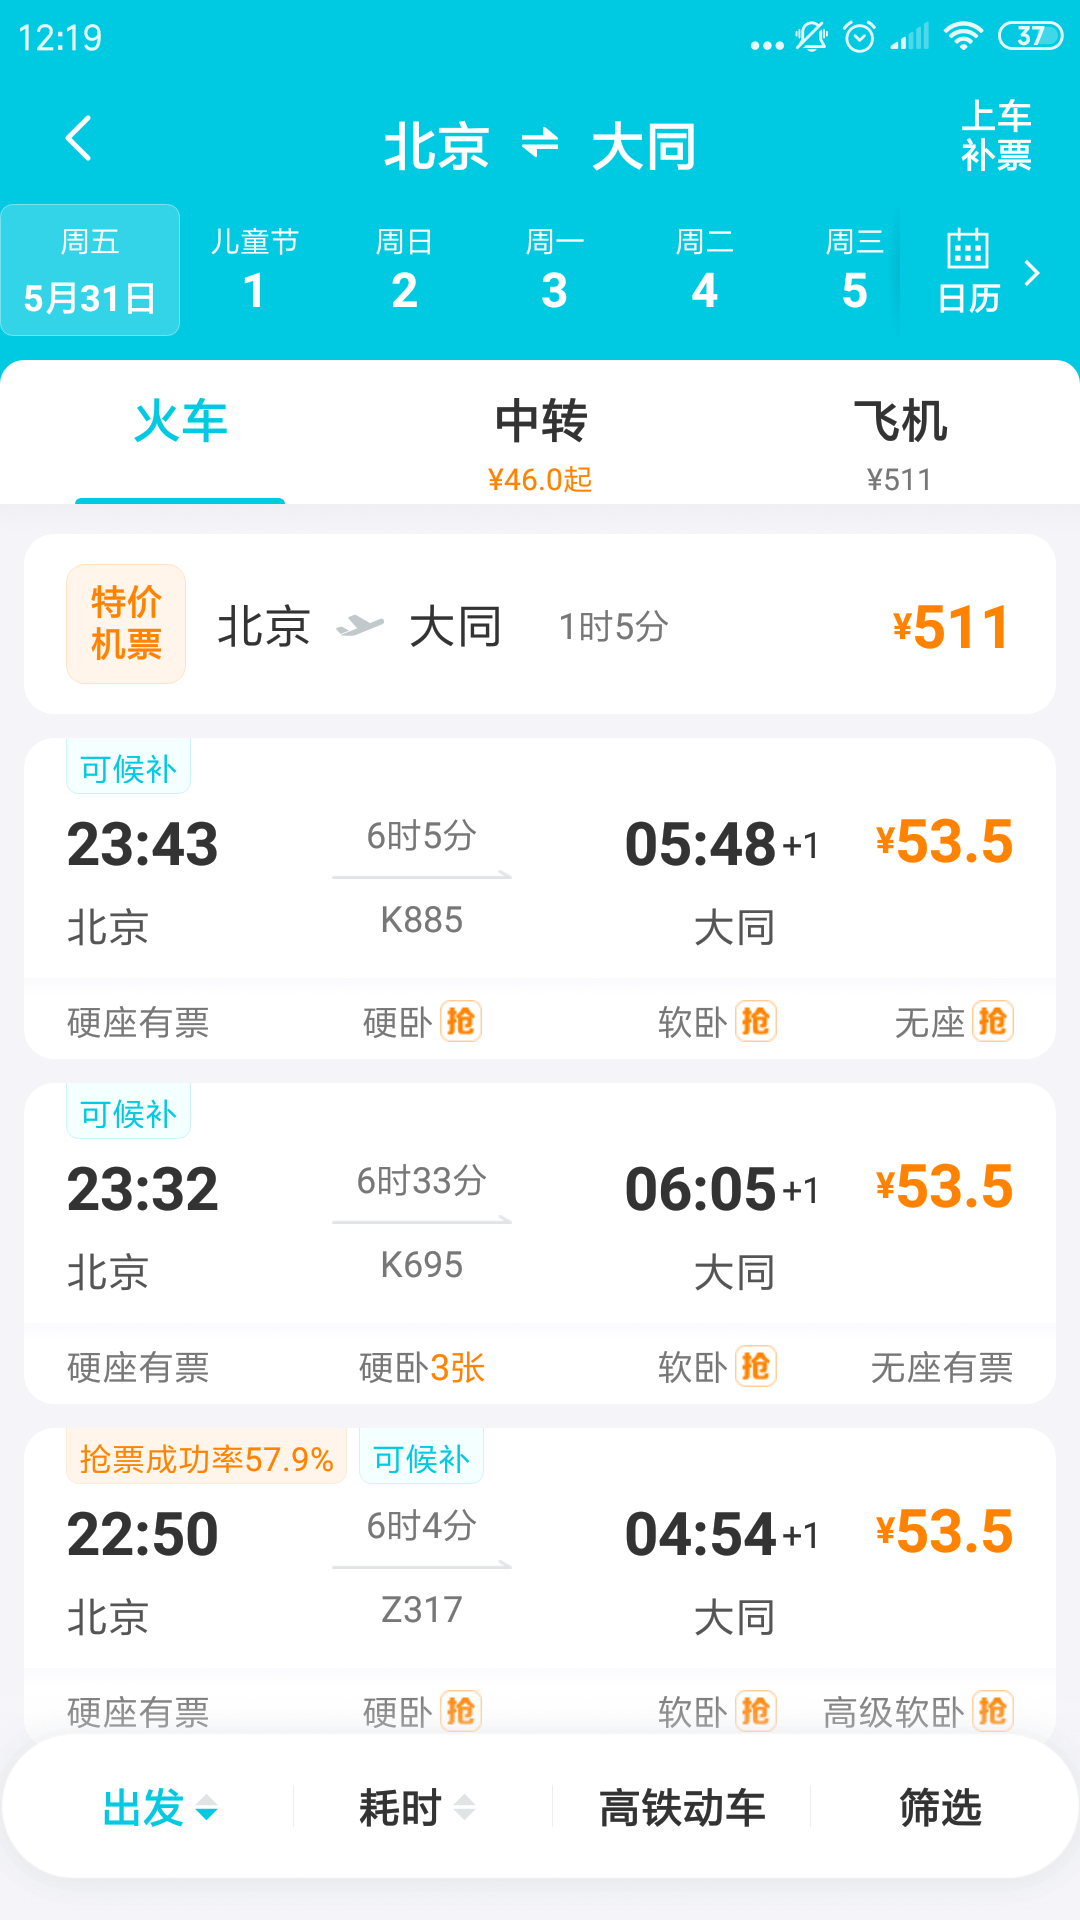 12:19
37
北京 ⇌ 大同
上车
补票
周五 儿童节 周日 周一 周二 周三
5月31日 1 2 3 4 5 日历
火车 中转 飞机
¥46.0起 ¥511
特价
机票
北京 大同 1时5分 ¥511
可候补
23:43 6时5分 05:48+1 ¥53.5
北京 K885 大同
硬座有票 硬卧抢 软卧抢 无座抢
可候补
23:32 6时33分 06:05+1 ¥53.5
北京 K695 大同
硬座有票 硬卧3张 软卧抢 无座有票
抢票成功率57.9% 可候补
22:50 6时4分 04:54+1 ¥53.5
北京 Z317 大同
硬座有票 硬卧抢 软卧抢 高级软卧抢
出发 耗时 高铁动车 筛选